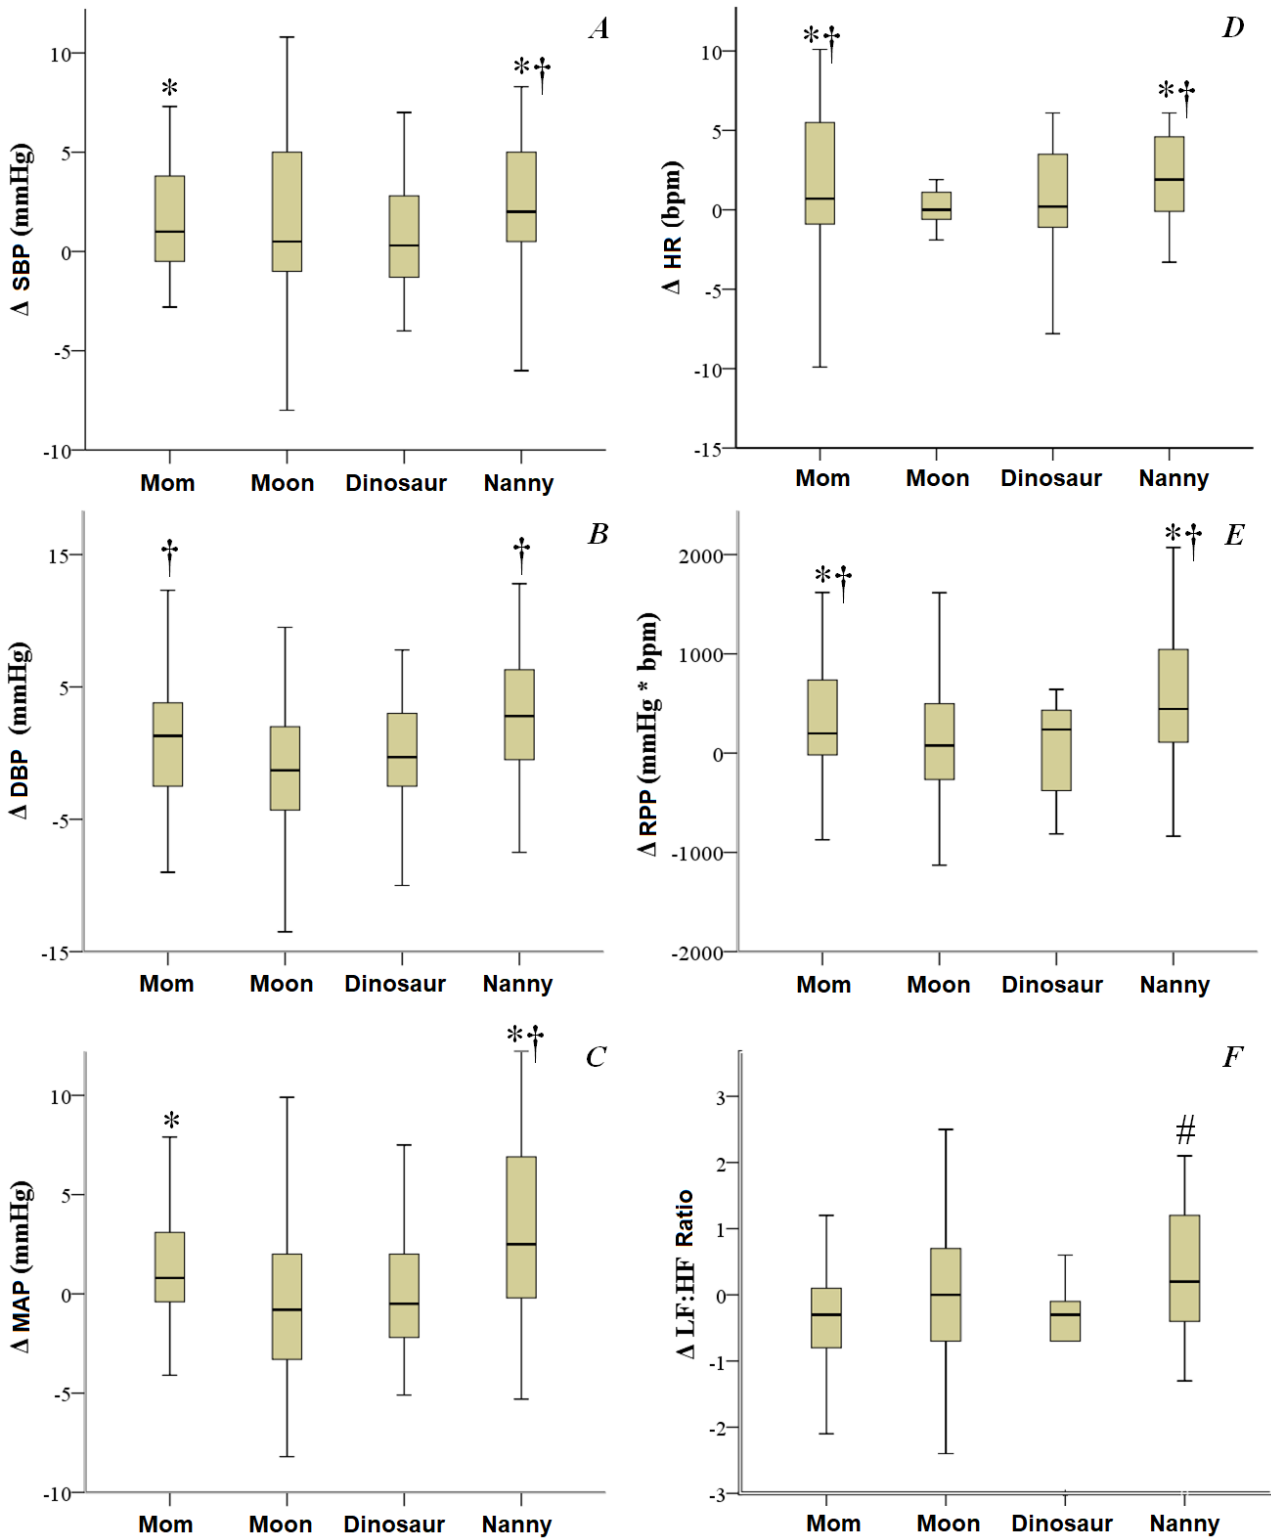 A
Δ SBP (mmHg)
10
5
0
-5
-10
*
*†
Mom Moon Dinosaur Nanny
D
Δ HR (bpm)
10
5
0
-5
-10
-15
*†
*†
Mom Moon Dinosaur Nanny
B
Δ DBP (mmHg)
15
5
-5
-15
†
†
Mom Moon Dinosaur Nanny
E
Δ RPP (mmHg * bpm)
2000
1000
0
-1000
-2000
*†
*†
Mom Moon Dinosaur Nanny
C
Δ MAP (mmHg)
10
5
0
-5
-10
*
*†
Mom Moon Dinosaur Nanny
F
Δ LF:HF Ratio
3
2
1
0
-1
-2
-3
#
Mom Moon Dinosaur Nanny